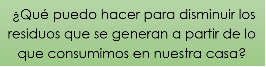 ¿Qué puedo hacer para disminuir los
residuos que se generan a partir de lo
que consumimos en nuestra casa?